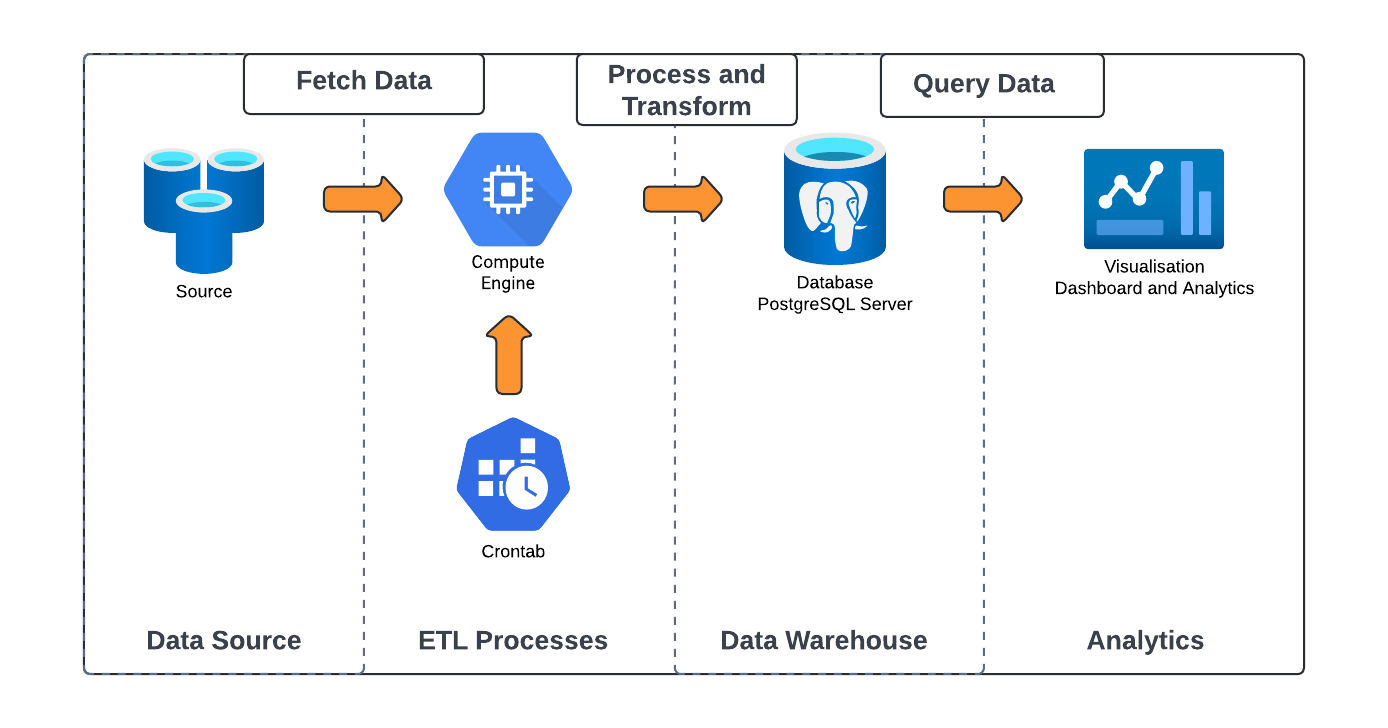 Fetch Data
Process and
Transform
Query Data
Source
Compute
Engine
Database
PostgreSQL Server
Visualisation
Dashboard and Analytics
Crontab
Data Source
ETL Processes
Data Warehouse
Analytics